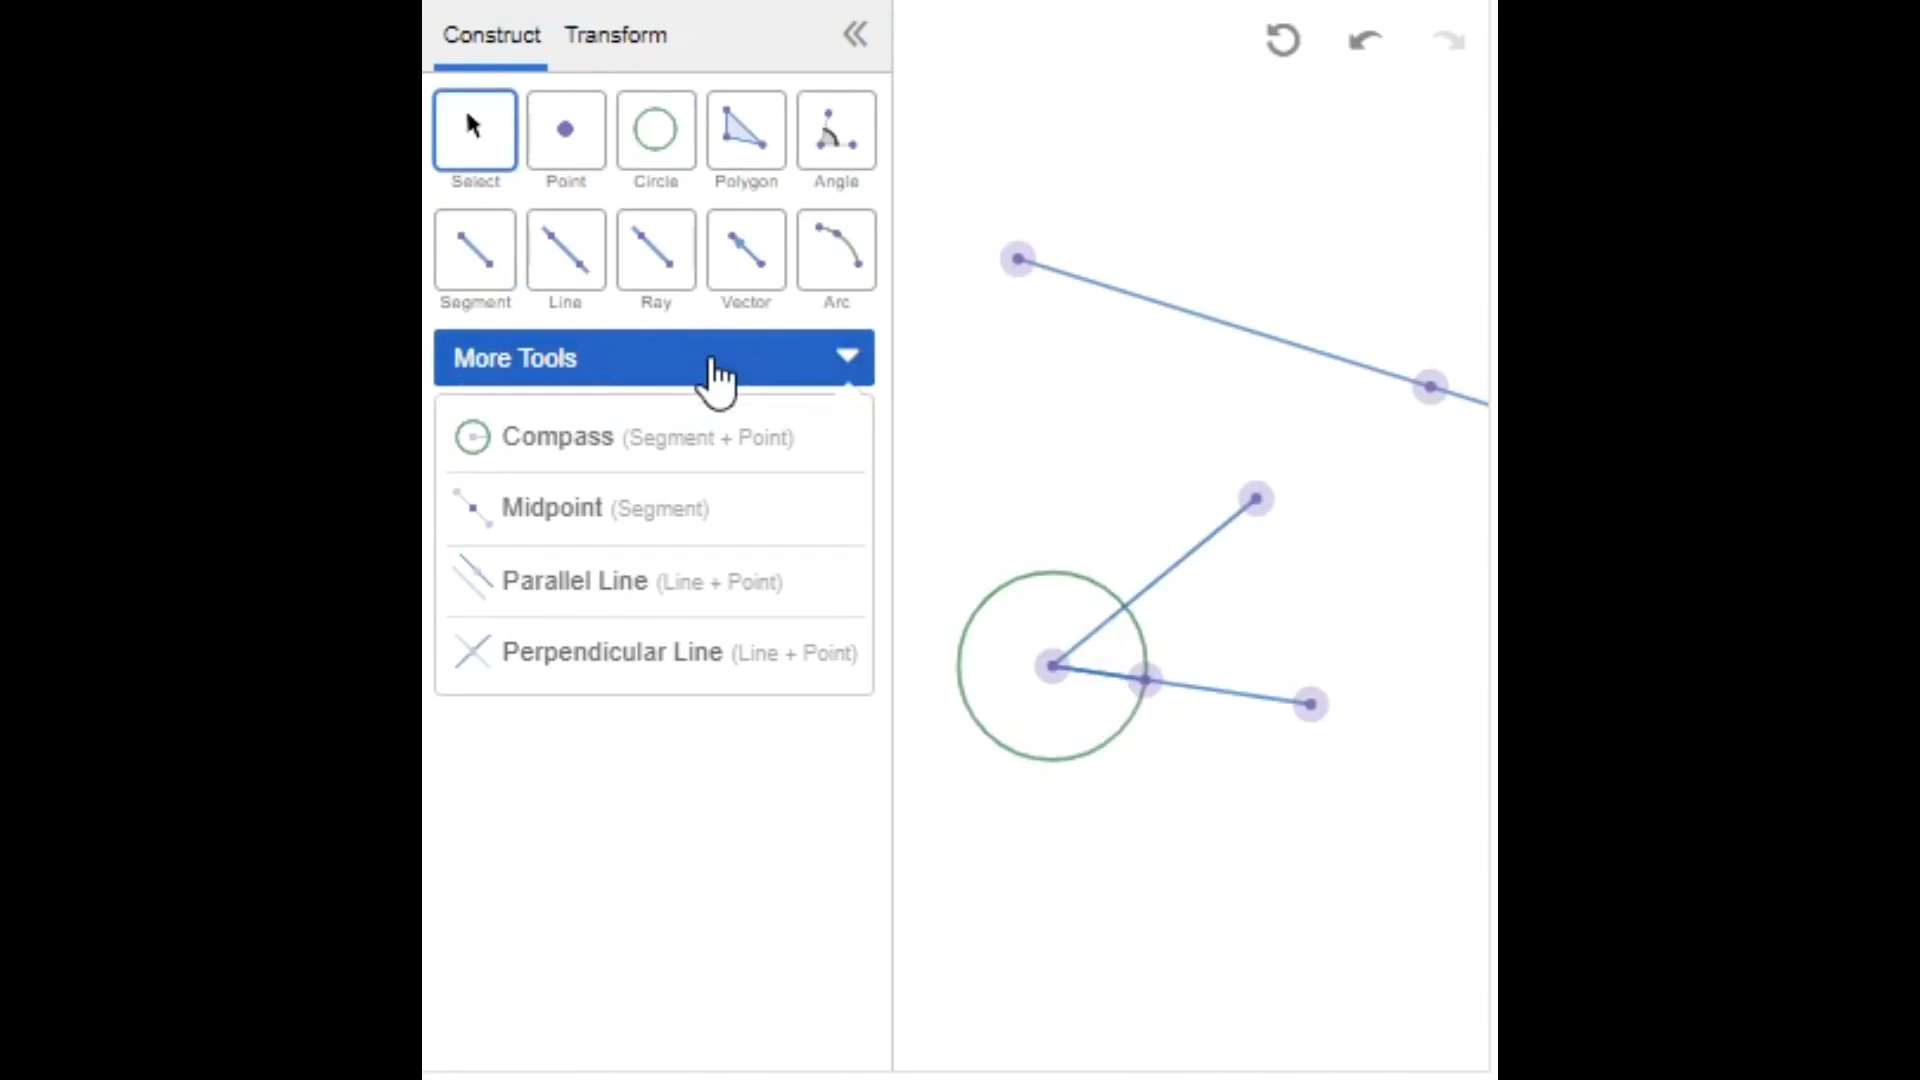 Construct Transform
Select Point Circle Polygon Angle
Segment Line Ray Vector Arc
More Tools
Compass (Segment + Point)
Midpoint (Segment)
Parallel Line (Line + Point)
Perpendicular Line (Line + Point)